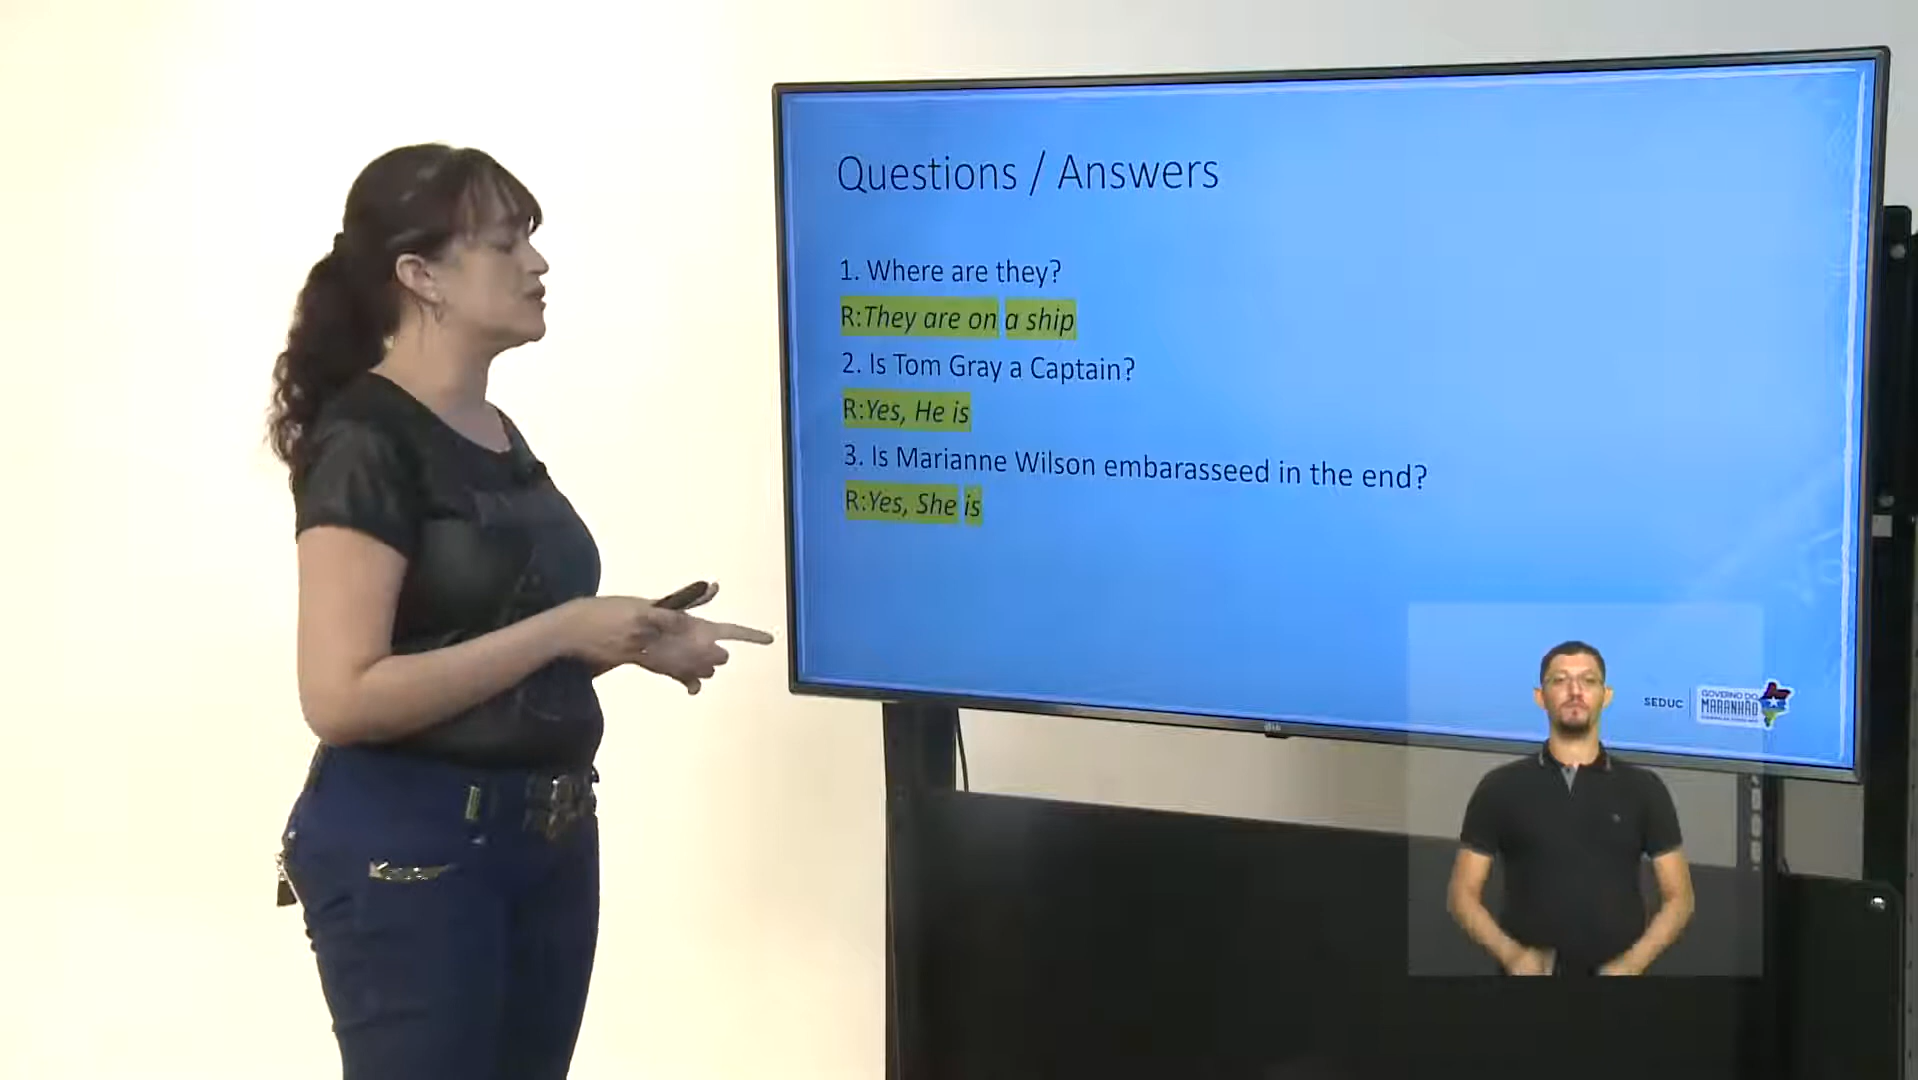 Questions / Answers
1. Where are they?
R:They are on a ship
2. Is Tom Gray a Captain?
R:Yes, He is
3. Is Marianne Wilson embarasseed in the end?
R:Yes, She is
SEDUC
GOVERNO DO
MARANHÃO